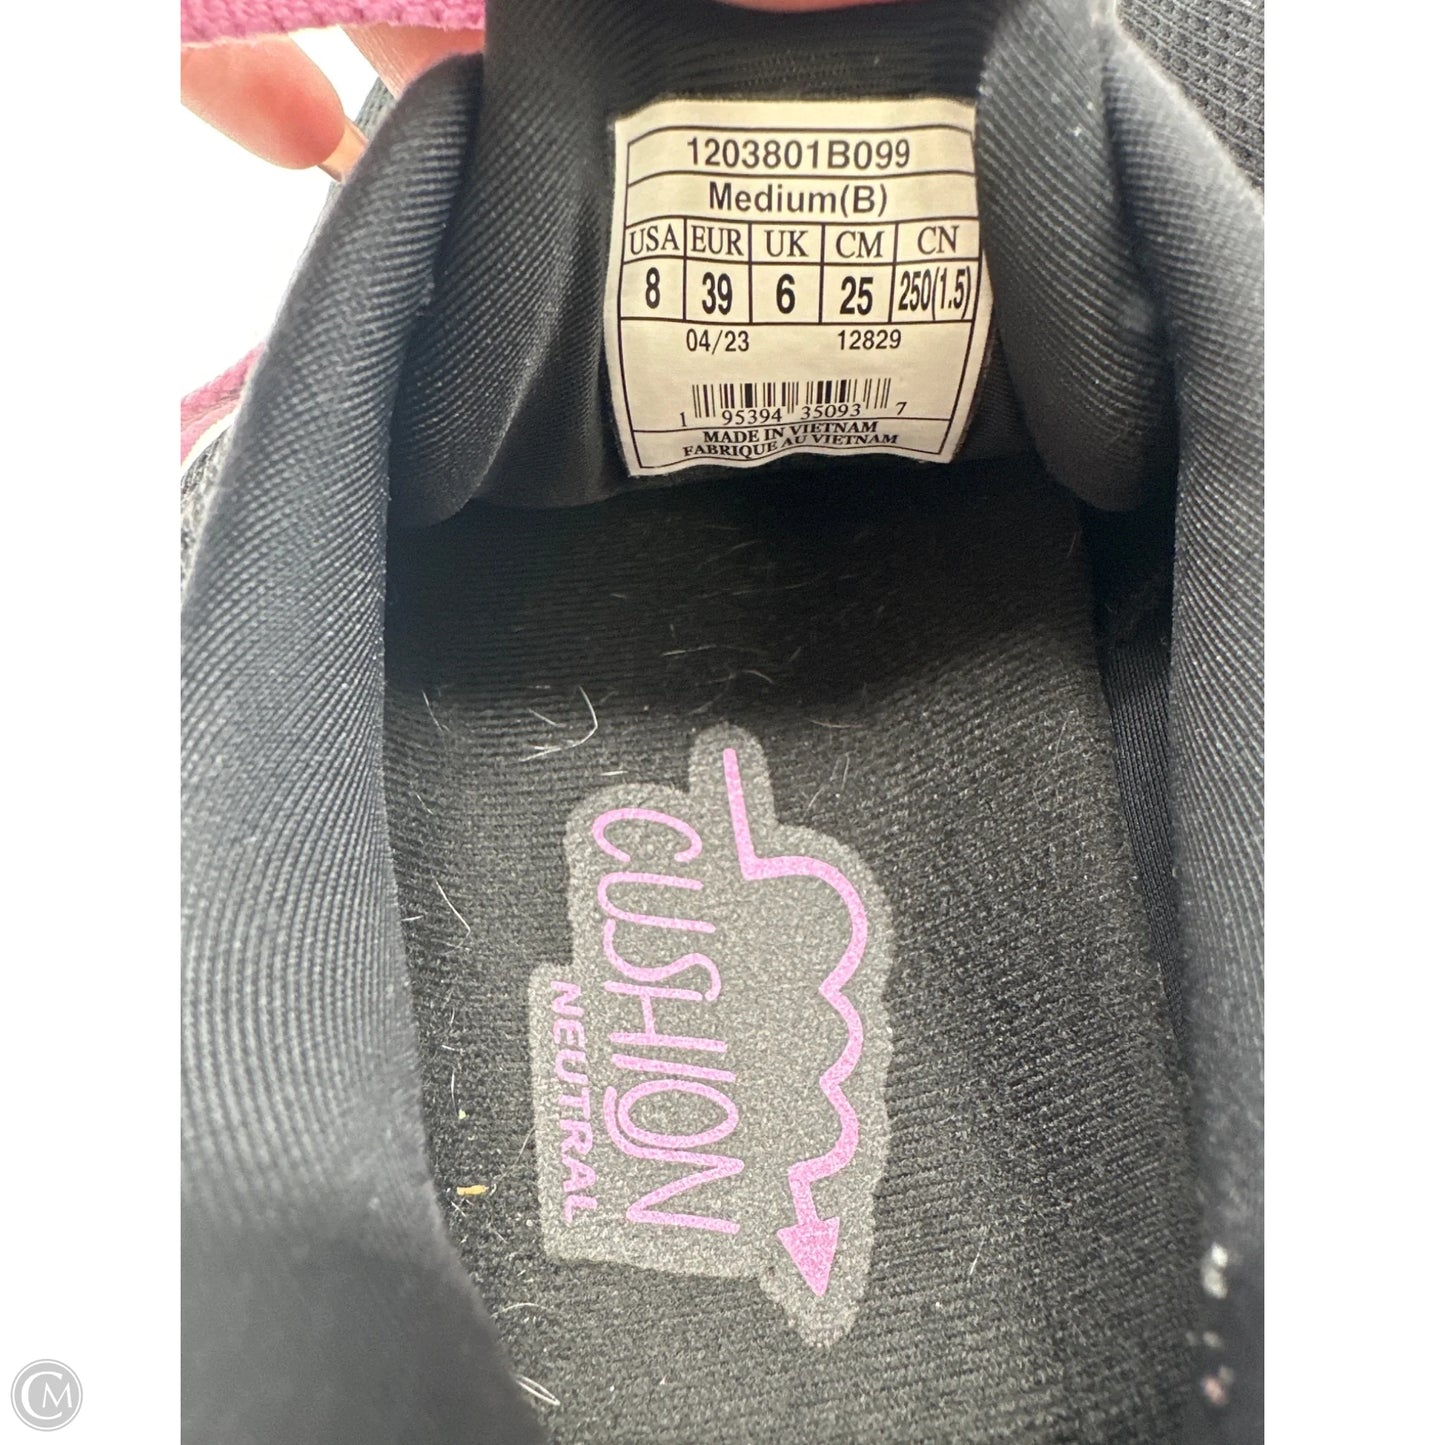 1203801B099
Medium(B)
USA EUR UK CM CN
8 39 6 25 250(1.5)
04/23 12829
1 95394 35093 7
MADE IN VIETNAM
FABRIQUE AU VIETNAM
CUSHION
NEUTRAL
CM